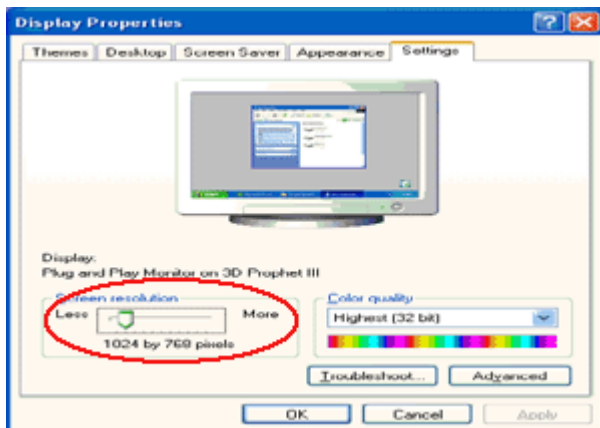 Display Properties
Themes Desktop Screen Saver Appearance Settings
Display:
Plug and Play Monitor on 3D Prophet III
Screen resolution
Less More
1024 by 768 pixels
Color quality
Highest (32 bit)
Troubleshoot... Advanced
OK Cancel Apply